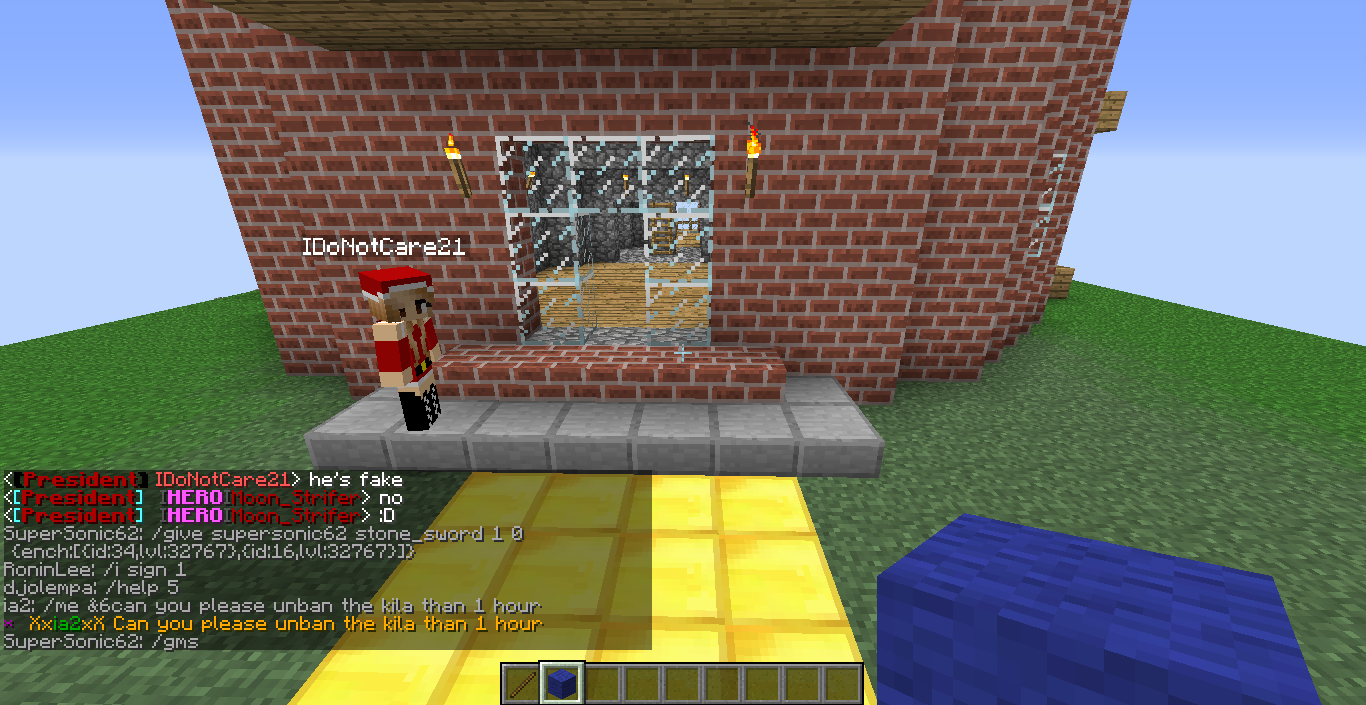 IDoNotCare21
<[President] IDoNotCare21> he's fake
<[President] [HERO]Moon_Strifer> no
<[President] [HERO]Moon_Strifer> :D
SuperSonic62: /give supersonic62 stone_sword 1 0
{ench:[{id:34,lvl:32767},{id:16,lvl:32767}]}
RoninLee: /i sign 1
djolempa: /help 5
ia2: /me &6can you please unban the kila than 1 hour
* XxIa2xX Can you please unban the kila than 1 hour
SuperSonic62: /gms